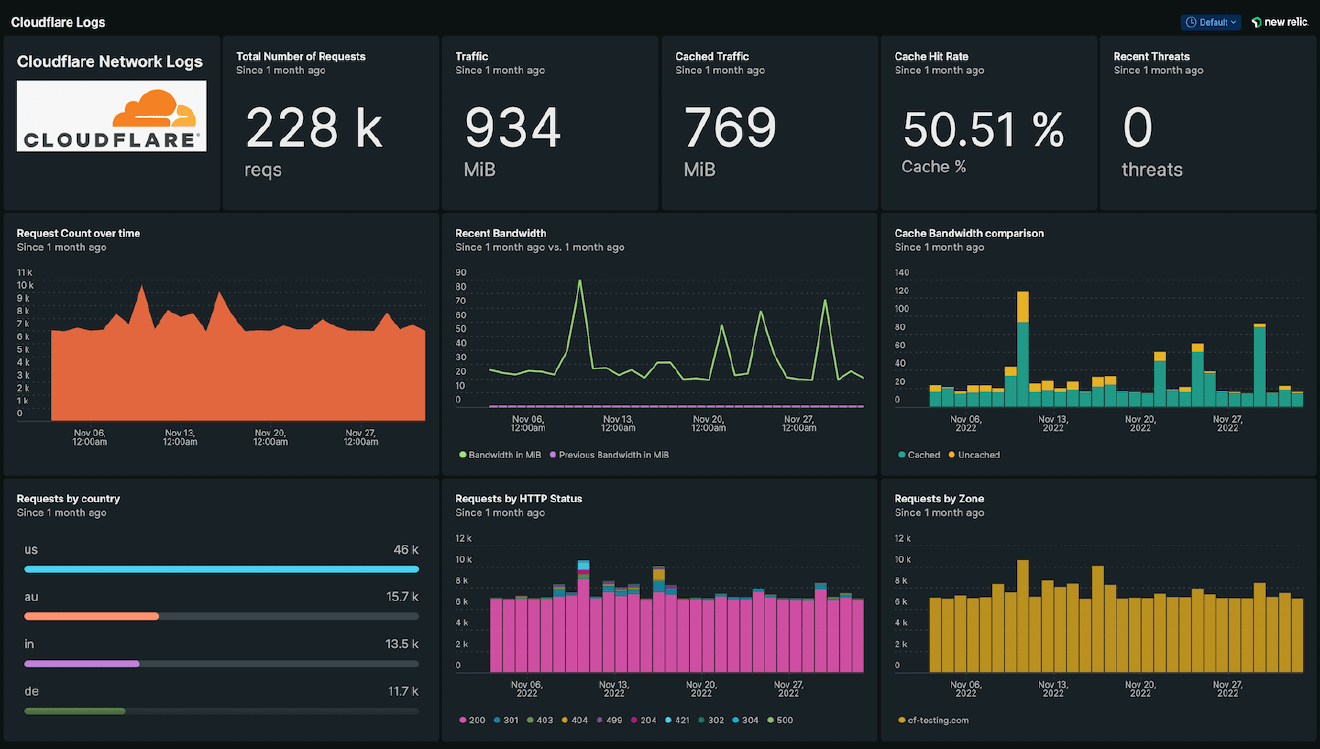 Cloudflare Logs
Default
new relic.
Cloudflare Network Logs
CLOUDFLARE®
Total Number of Requests
Since 1 month ago
228 k
reqs
Traffic
Since 1 month ago
934
MiB
Cached Traffic
Since 1 month ago
769
MiB
Cache Hit Rate
Since 1 month ago
50.51 %
Cache %
Recent Threats
Since 1 month ago
0
threats
Request Count over time
Since 1 month ago
11 k
10 k
9 k
8 k
7 k
6 k
5 k
4 k
3 k
2 k
1 k
0
Nov 06, 12:00am
Nov 13, 12:00am
Nov 20, 12:00am
Nov 27, 12:00am
Recent Bandwidth
Since 1 month ago vs. 1 month ago
90
80
70
60
50
40
30
20
10
0
Nov 06, 12:00am
Nov 13, 12:00am
Nov 20, 12:00am
Nov 27, 12:00am
Bandwidth in MiB
Previous Bandwidth in MiB
Cache Bandwidth comparison
Since 1 month ago
140
120
100
80
60
40
20
0
Nov 06, 2022
Nov 13, 2022
Nov 20, 2022
Nov 27, 2022
Cached
Uncached
Requests by country
Since 1 month ago
us 46 k
au 15.7 k
in 13.5 k
de 11.7 k
Requests by HTTP Status
Since 1 month ago
12 k
10 k
8 k
6 k
4 k
2 k
0
Nov 06, 2022
Nov 13, 2022
Nov 20, 2022
Nov 27, 2022
200 301 403 404 499 204 421 302 304 500
Requests by Zone
Since 1 month ago
12 k
10 k
8 k
6 k
4 k
2 k
0
Nov 06, 2022
Nov 13, 2022
Nov 20, 2022
Nov 27, 2022
cf-testing.com